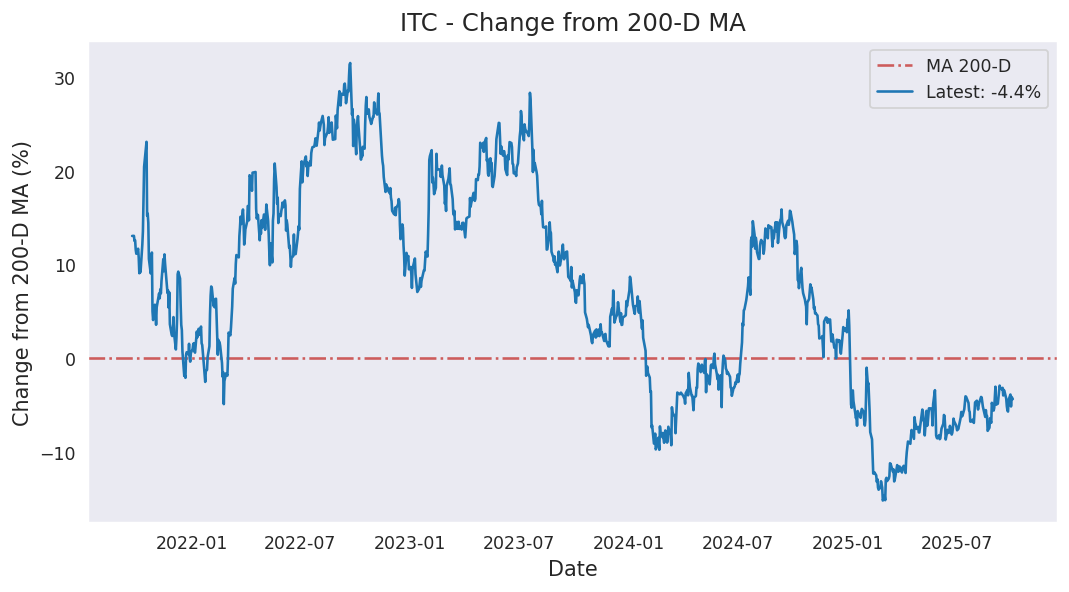 ITC - Change from 200-D MA
MA 200-D
Latest: -4.4%
Change from 200-D MA (%)
30
20
10
0
−10
2022-01
2022-07
2023-01
2023-07
2024-01
2024-07
2025-01
2025-07
Date